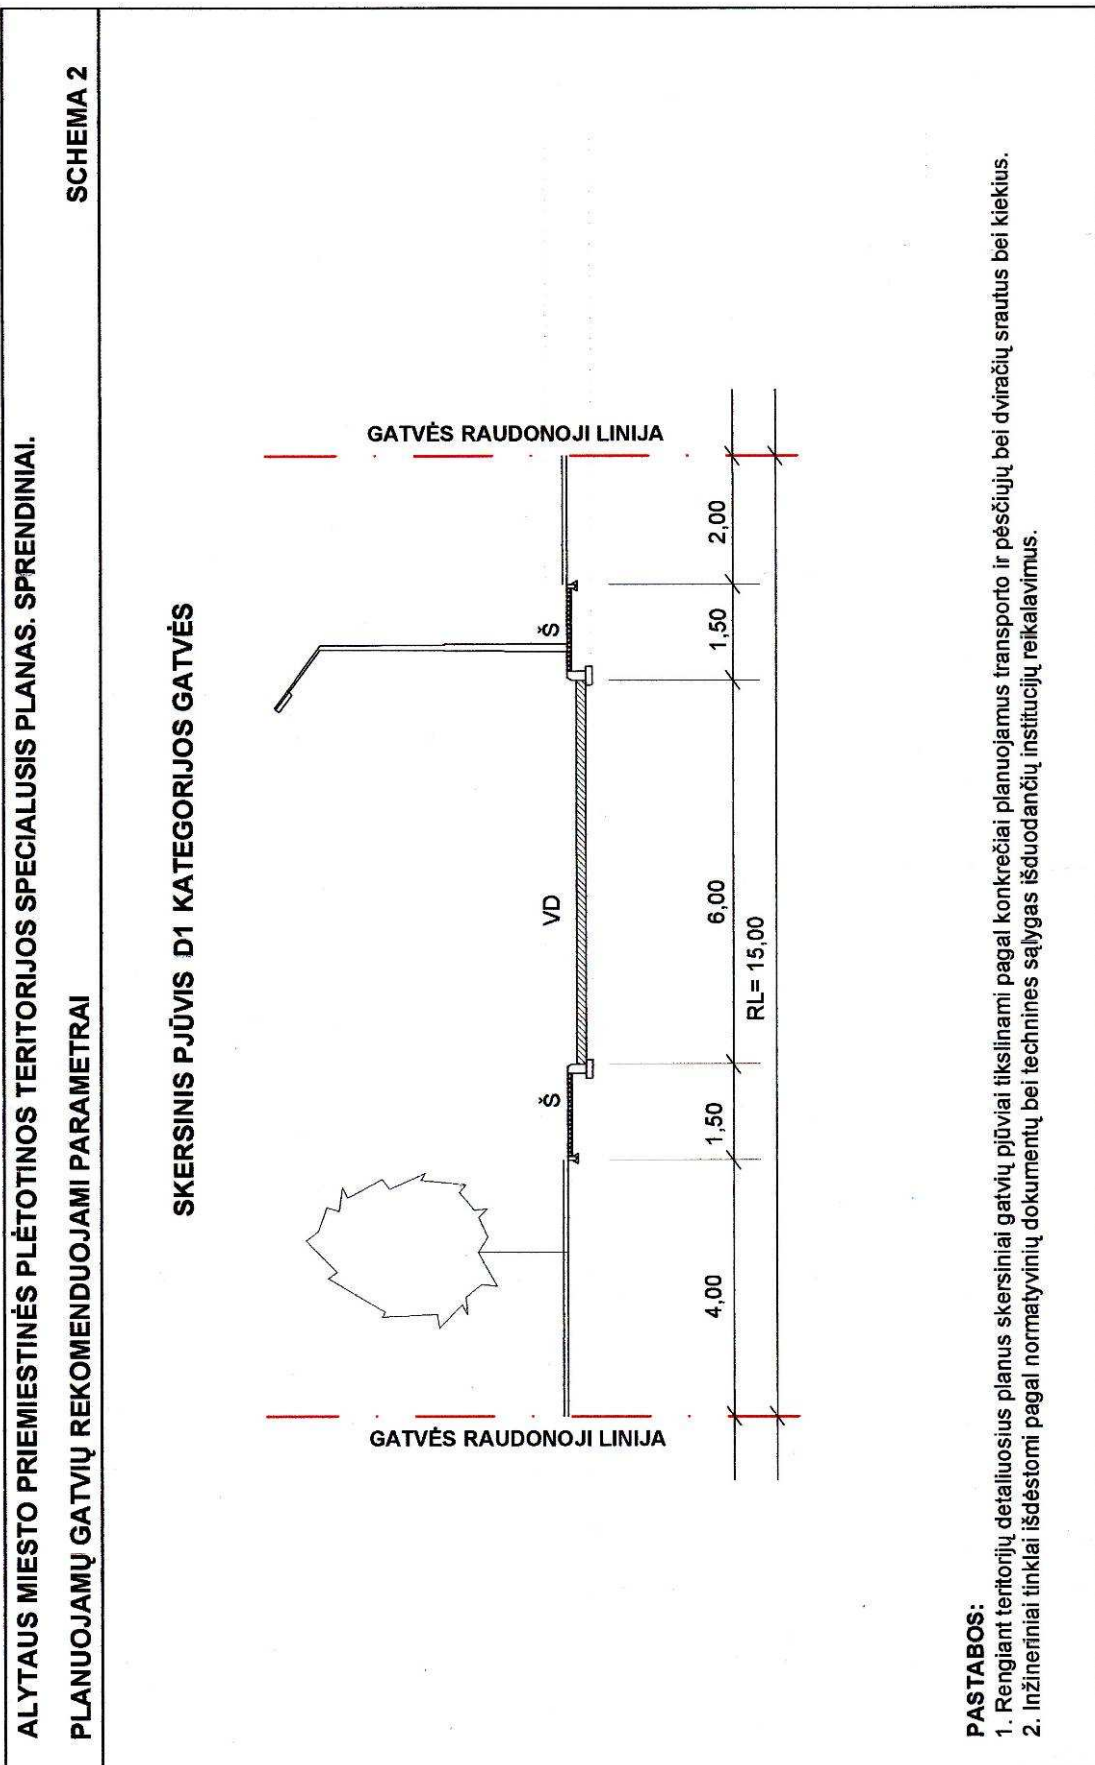 ALYTAUS MIESTO PRIEMIESTINĖS PLĖTOTINOS TERITORIJOS SPECIALUSIS PLANAS. SPRENDINIAI.
PLANUOJAMŲ GATVIŲ REKOMENDUOJAMI PARAMETRAI
SCHEMA 2
SKERSINIS PJŪVIS D1 KATEGORIJOS GATVĖS
GATVĖS RAUDONOJI LINIJA
GATVĖS RAUDONOJI LINIJA
Š
VD
Š
4,00
1,50
6,00
1,50
2,00
RL= 15,00
PASTABOS:
1. Rengiant teritorijų detaliuosius planus skersiniai gatvių pjūviai tikslinami pagal konkrečiai planuojamus transporto ir pėsčiųjų bei dviračių srautus bei kiekius.
2. Inžineriniai tinklai išdėstomi pagal normatyvinių dokumentų bei technines sąlygas išduodančių institucijų reikalavimus.